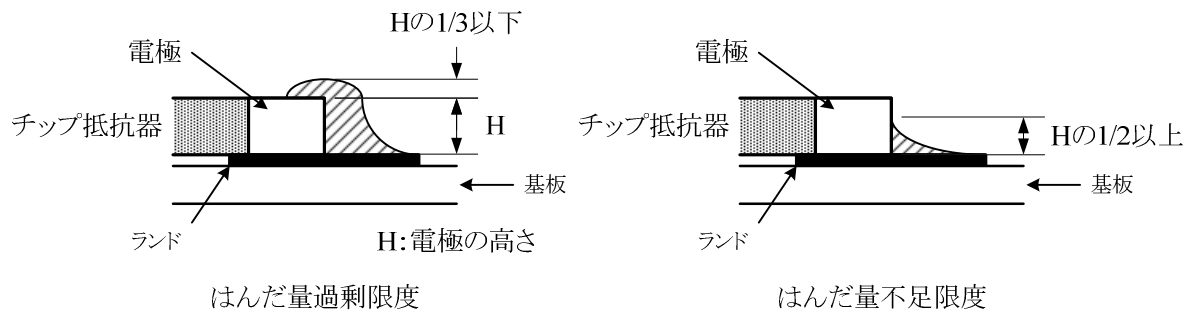 Hの1/3以下
電極
チップ抵抗器
H
基板
ランド
H:電極の高さ
はんだ量過剰限度
電極
チップ抵抗器
Hの1/2以上
基板
ランド
はんだ量不足限度